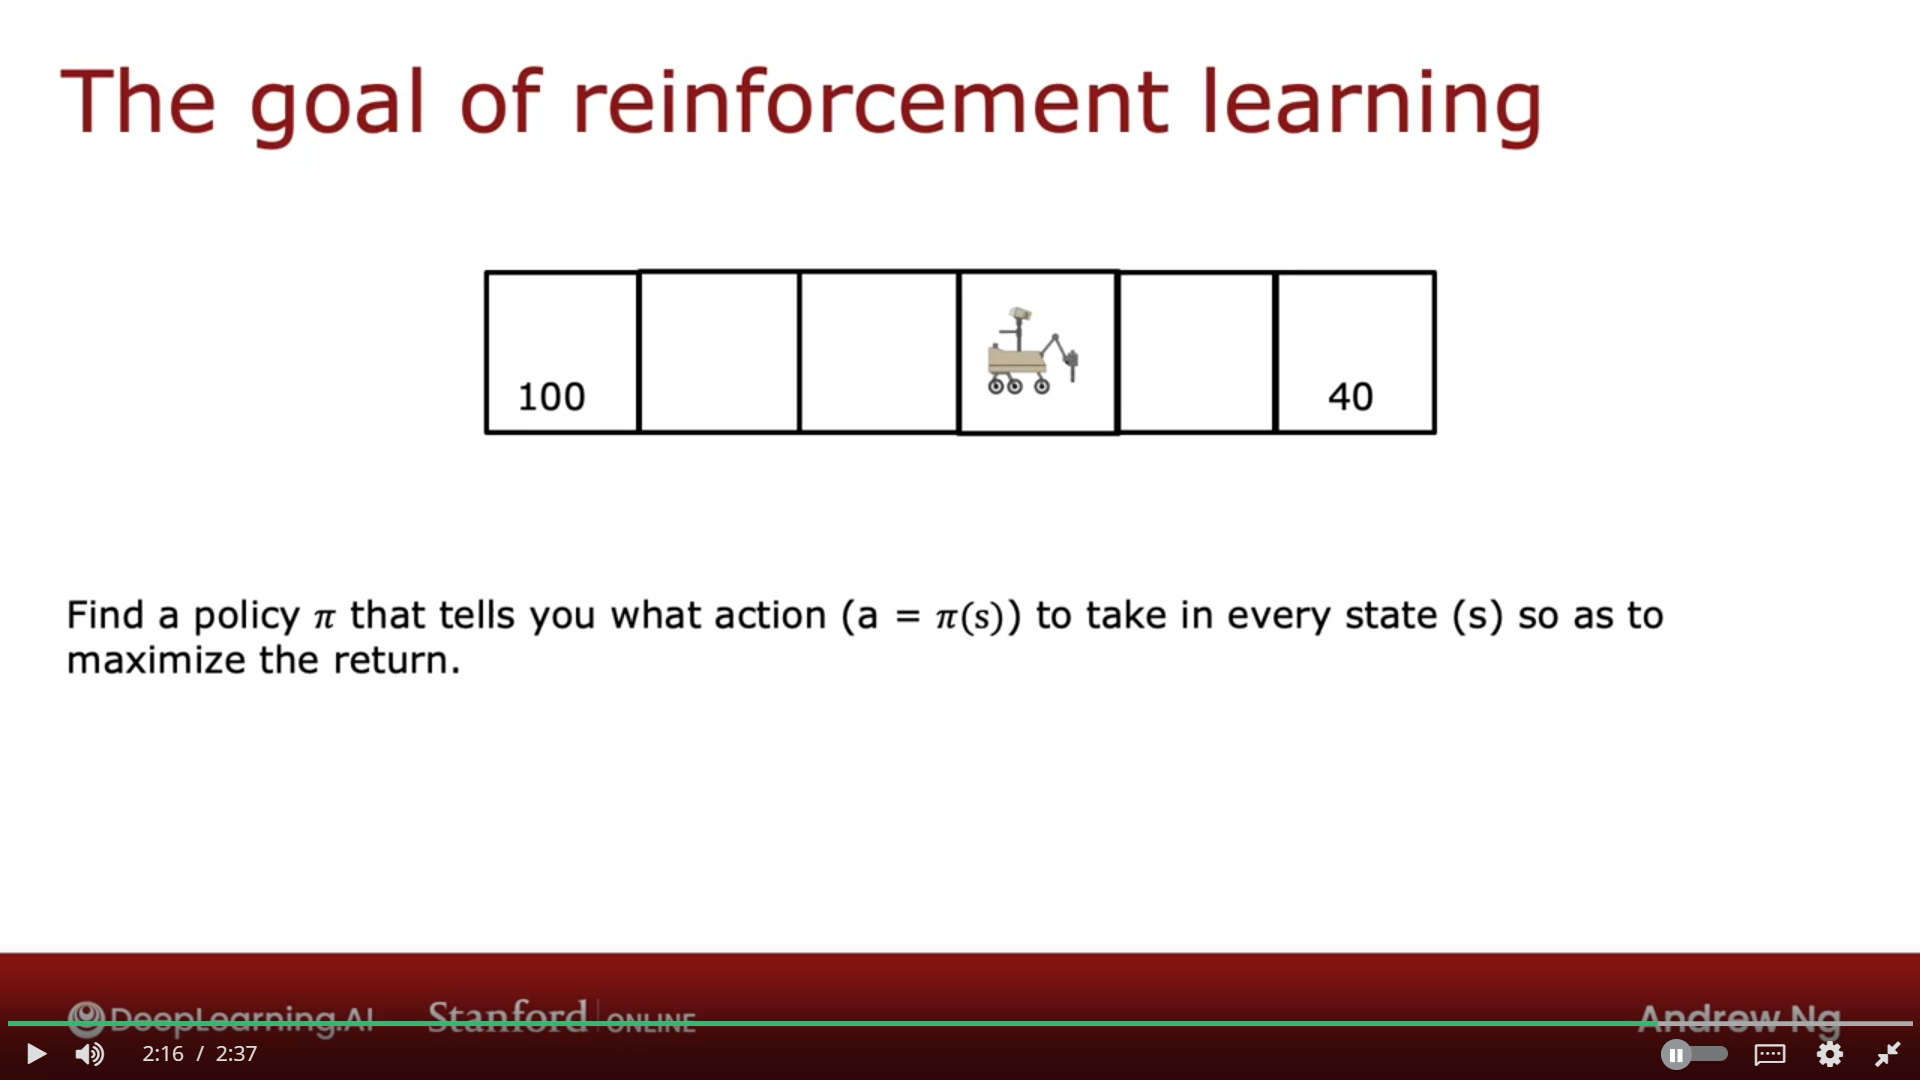 The goal of reinforcement learning
100
40
Find a policy π that tells you what action (a = π(s)) to take in every state (s) so as to
maximize the return.
DeepLearning.AI
Stanford ONLINE
Andrew Ng
2:16 / 2:37